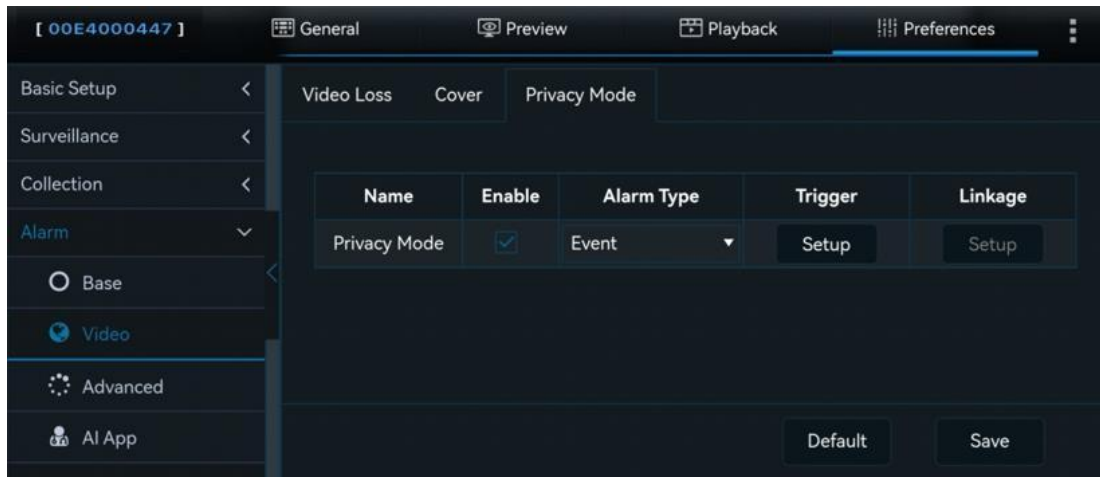 [ 00E4000447 ] General Preview Playback Preferences
Basic Setup
Surveillance
Collection
Alarm
Base
Video
Advanced
AI App
Video Loss Cover Privacy Mode
Name Enable Alarm Type Trigger Linkage
Privacy Mode Event Setup Setup
Default Save